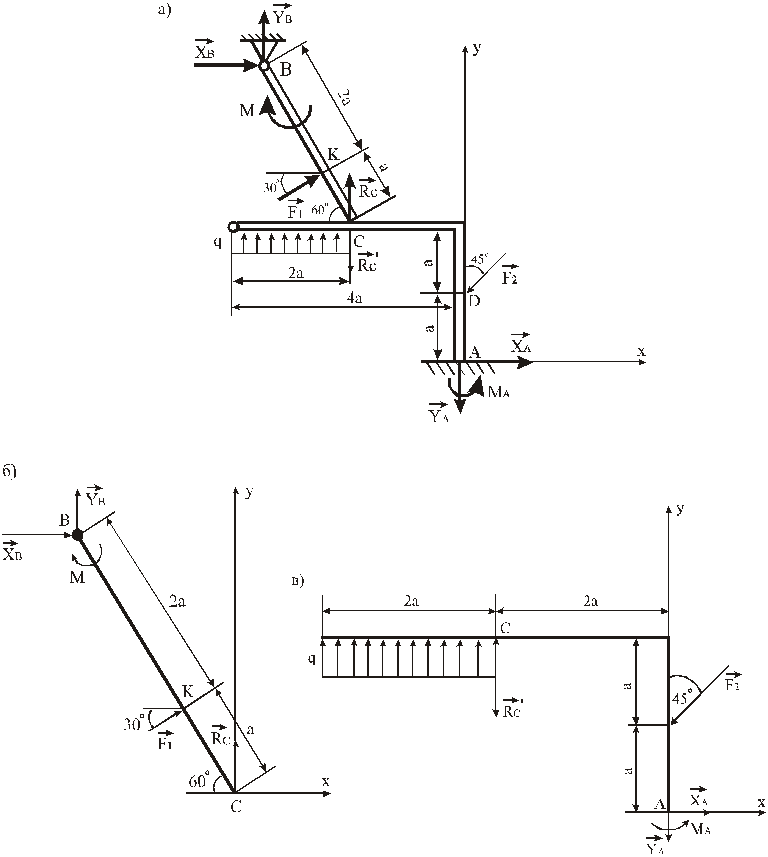 а)
Y_B
X_B
B
y
2a
M
K
a
30°
F_1
60°
R_C
q
C
R_C'
2a
4a
a
45°
F_2
D
a
A
X_A
x
M_A
Y_A
б)
Y_B
B
X_B
M
2a
y
K
30°
F_1
R_C
a
60°
x
C
в)
y
2a
2a
C
q
R_C'
a
45°
F_2
a
A
X_A
x
M_A
Y_A